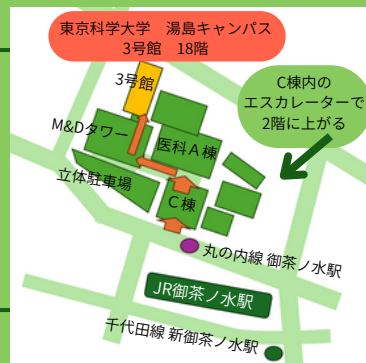 東京科学大学　湯島キャンパス
3号館　18階
3号館
C棟内の
エスカレーターで
2階に上がる
M&Dタワー
医科A棟
立体駐車場
C棟
丸の内線 御茶ノ水駅
JR御茶ノ水駅
千代田線 新御茶ノ水駅